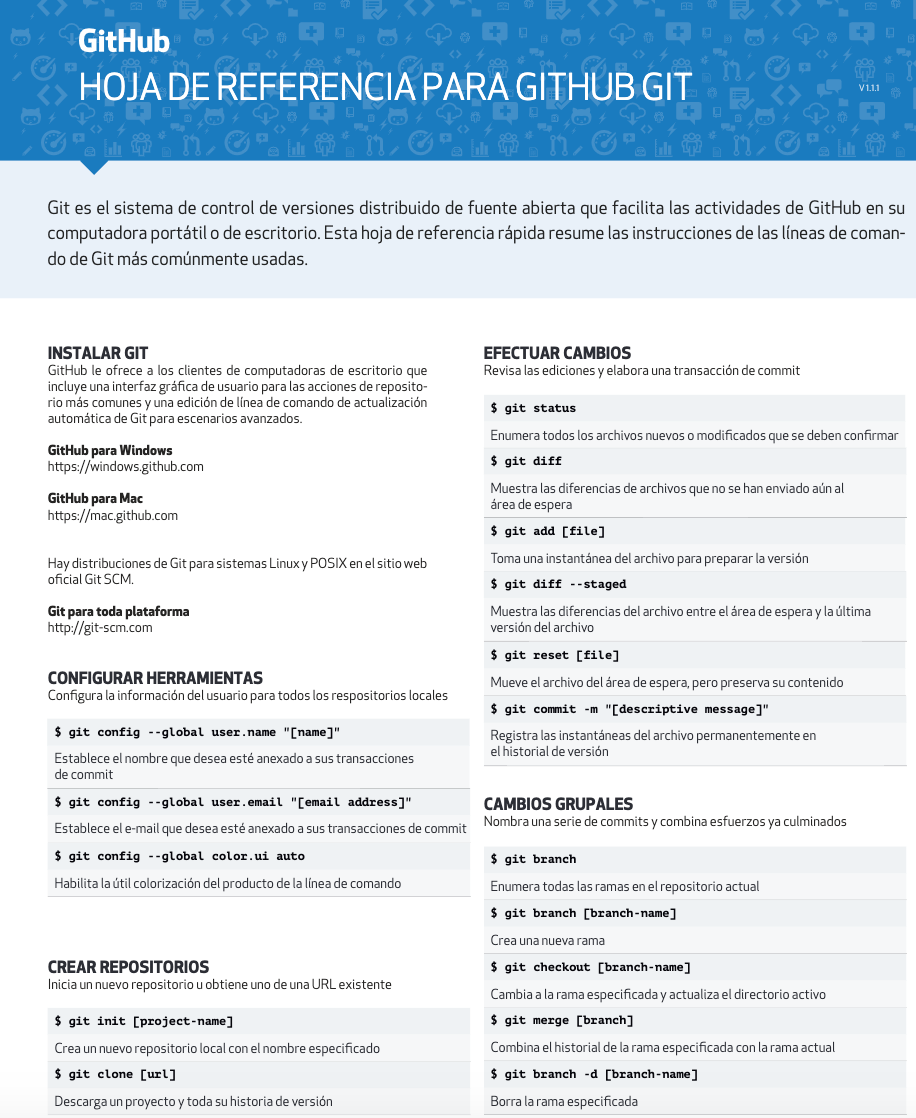 GitHub
HOJA DE REFERENCIA PARA GITHUB GIT
V 1.1.1
Git es el sistema de control de versiones distribuido de fuente abierta que facilita las actividades de GitHub en su
computadora portátil o de escritorio. Esta hoja de referencia rápida resume las instrucciones de las líneas de coman-
do de Git más comúnmente usadas.
INSTALAR GIT
GitHub le ofrece a los clientes de computadoras de escritorio que
incluye una interfaz gráfica de usuario para las acciones de reposito-
rio más comunes y una edición de línea de comando de actualización
automática de Git para escenarios avanzados.
GitHub para Windows
https://windows.github.com
GitHub para Mac
https://mac.github.com
Hay distribuciones de Git para sistemas Linux y POSIX en el sitio web
oficial Git SCM.
Git para toda plataforma
http://git-scm.com
CONFIGURAR HERRAMIENTAS
Configura la información del usuario para todos los respositorios locales
$ git config --global user.name "[name]"
Establece el nombre que desea esté anexado a sus transacciones
de commit
$ git config --global user.email "[email address]"
Establece el e-mail que desea esté anexado a sus transacciones de commit
$ git config --global color.ui auto
Habilita la útil colorización del producto de la línea de comando
CREAR REPOSITORIOS
Inicia un nuevo repositorio u obtiene uno de una URL existente
$ git init [project-name]
Crea un nuevo repositorio local con el nombre especificado
$ git clone [url]
Descarga un proyecto y toda su historia de versión
EFECTUAR CAMBIOS
Revisa las ediciones y elabora una transacción de commit
$ git status
Enumera todos los archivos nuevos o modificados que se deben confirmar
$ git diff
Muestra las diferencias de archivos que no se han enviado aún al
área de espera
$ git add [file]
Toma una instantánea del archivo para preparar la versión
$ git diff --staged
Muestra las diferencias del archivo entre el área de espera y la última
versión del archivo
$ git reset [file]
Mueve el archivo del área de espera, pero preserva su contenido
$ git commit -m "[descriptive message]"
Registra las instantáneas del archivo permanentemente en
el historial de versión
CAMBIOS GRUPALES
Nombra una serie de commits y combina esfuerzos ya culminados
$ git branch
Enumera todas las ramas en el repositorio actual
$ git branch [branch-name]
Crea una nueva rama
$ git checkout [branch-name]
Cambia a la rama especificada y actualiza el directorio activo
$ git merge [branch]
Combina el historial de la rama especificada con la rama actual
$ git branch -d [branch-name]
Borra la rama especificada